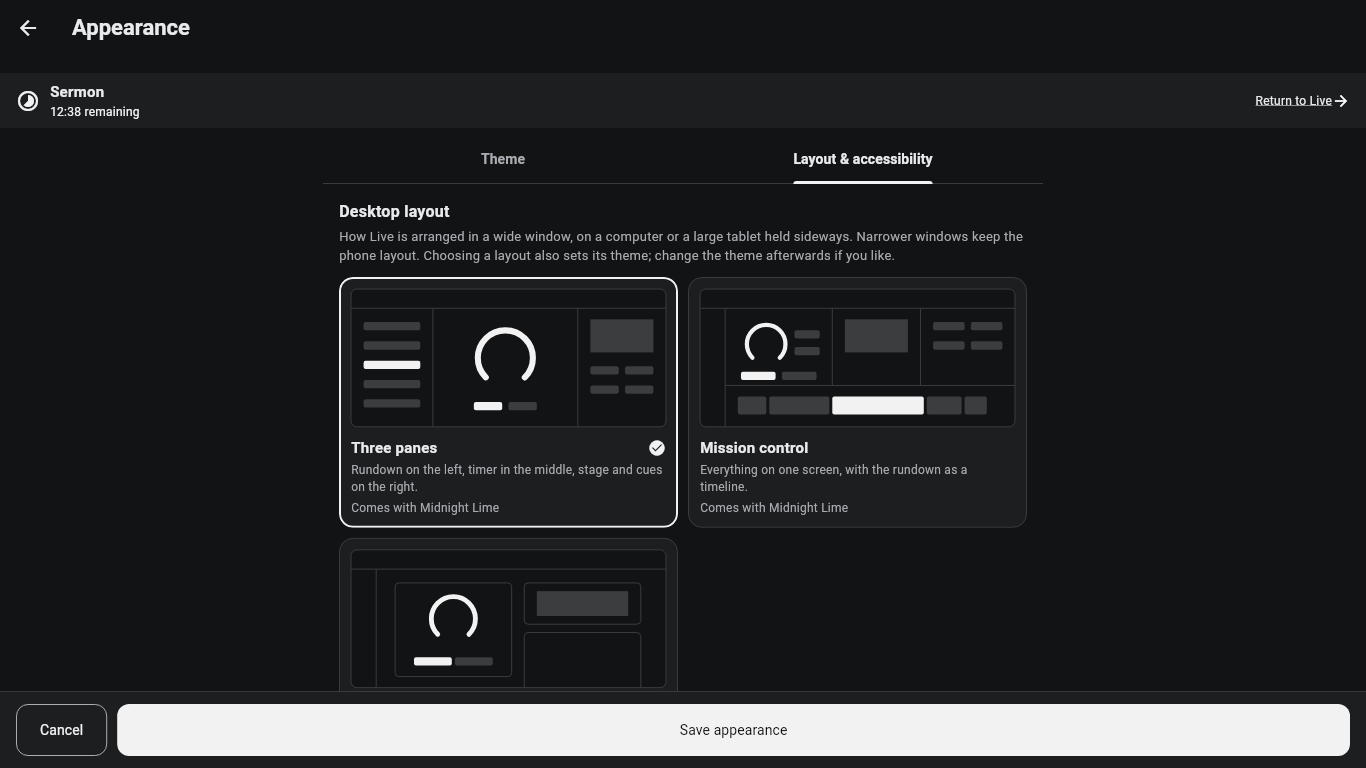 Appearance
Sermon
12:38 remaining
Return to Live
Theme
Layout & accessibility
Desktop layout
How Live is arranged in a wide window, on a computer or a large tablet held sideways. Narrower windows keep the
phone layout. Choosing a layout also sets its theme; change the theme afterwards if you like.
Three panes
Rundown on the left, timer in the middle, stage and cues
on the right.
Comes with Midnight Lime
Mission control
Everything on one screen, with the rundown as a
timeline.
Comes with Midnight Lime
Cancel
Save appearance